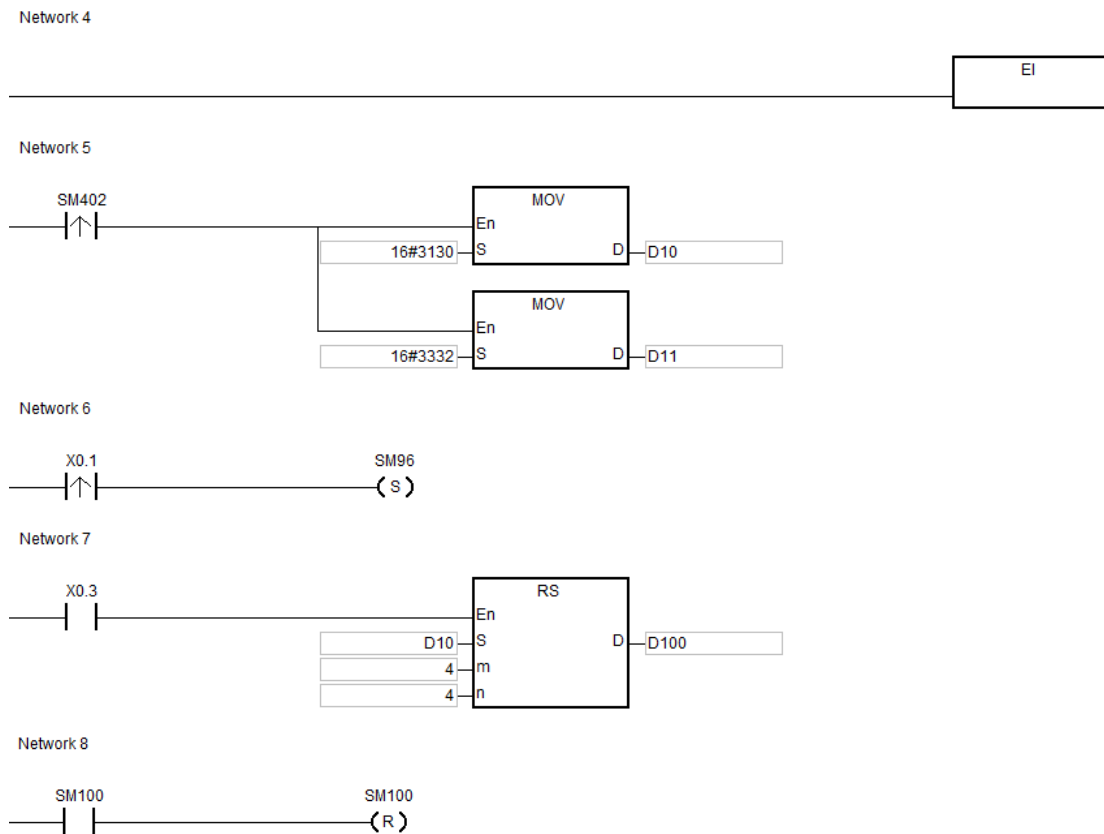 Network 4
EI
Network 5
SM402
MOV
En
16#3130 S D D10
MOV
En
16#3332 S D D11
Network 6
X0.1 SM96
S
Network 7
X0.3 RS
En
D10 S D D100
4 m
4 n
Network 8
SM100 SM100
R